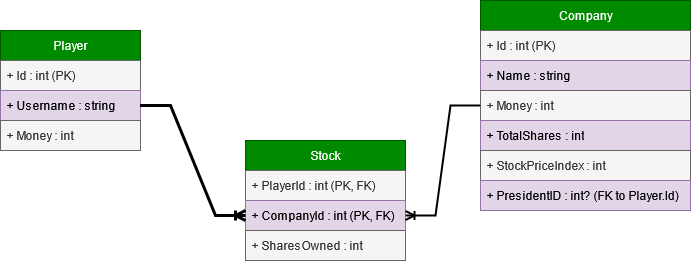 Player
+ Id : int (PK)
+ Username : string
+ Money : int
Stock
+ PlayerId : int (PK, FK)
+ CompanyId : int (PK, FK)
+ SharesOwned : int
Company
+ Id : int (PK)
+ Name : string
+ Money : int
+ TotalShares : int
+ StockPriceIndex : int
+ PresidentID : int? (FK to Player.Id)